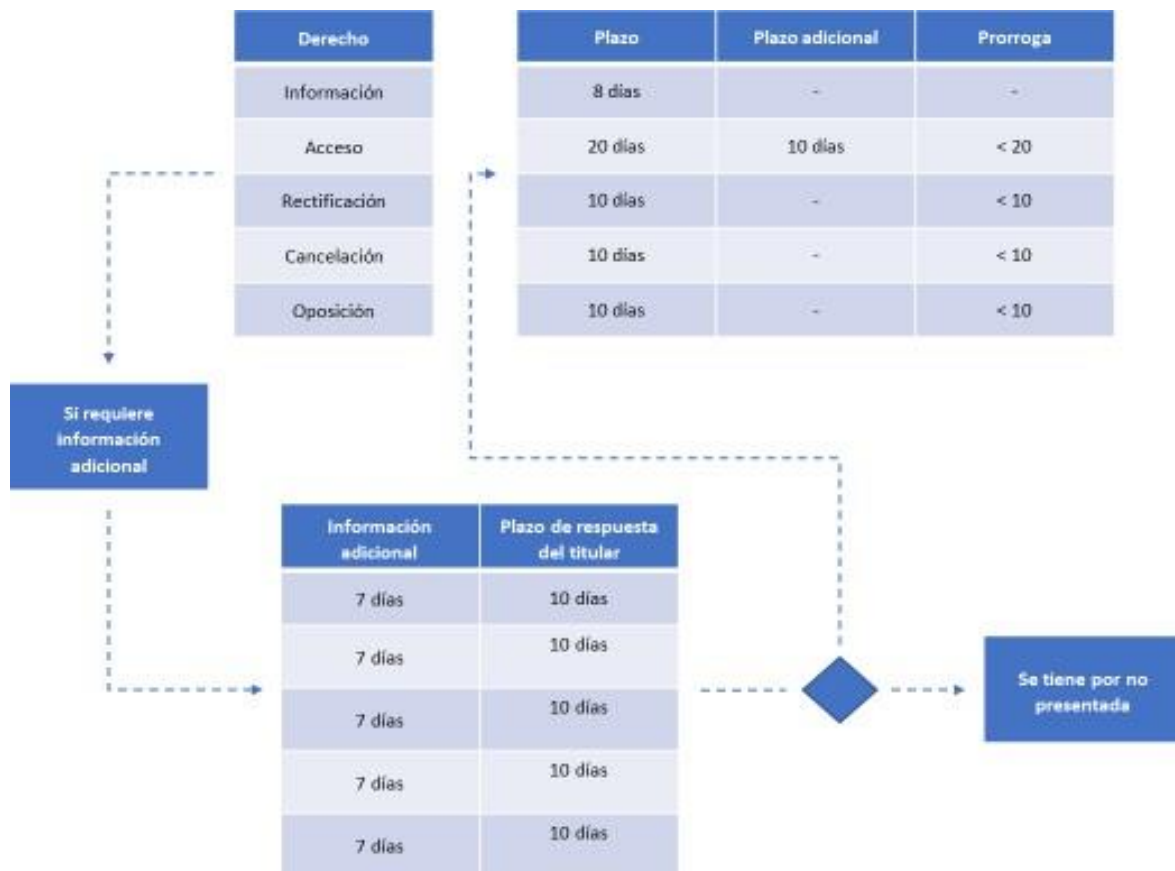 Derecho Plazo Plazo adicional Prorroga
Información 8 días - -
Acceso 20 días 10 días < 20
Rectificación 10 días - < 10
Cancelación 10 días - < 10
Oposición 10 días - < 10
Si requiere
información
adicional
Información Plazo de respuesta
adicional del titular
7 días 10 días
7 días 10 días
7 días 10 días
7 días 10 días
7 días 10 días
Se tiene por no
presentada